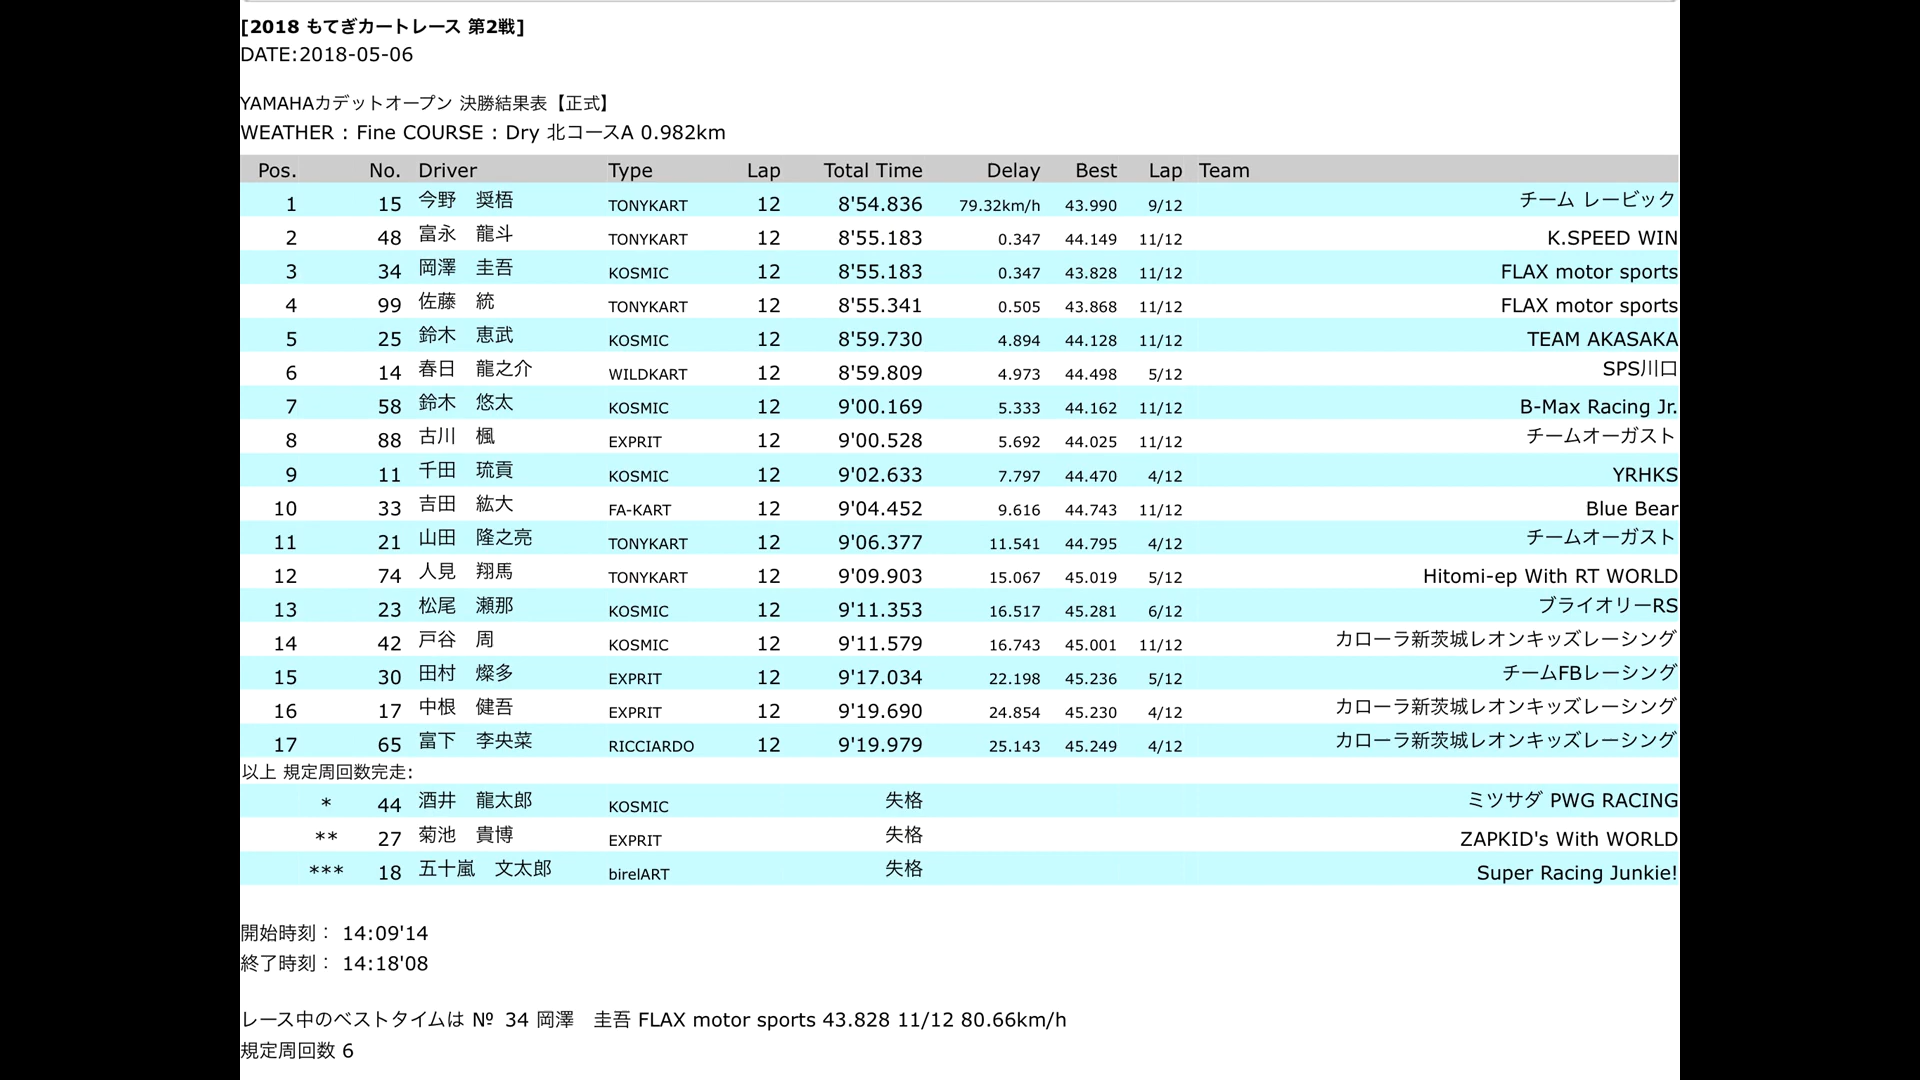 [2018 もてぎカートレース 第2戦]
DATE:2018-05-06
YAMAHAカデットオープン 決勝結果表【正式】
WEATHER : Fine COURSE : Dry 北コースA 0.982km
Pos. No. Driver Type Lap Total Time Delay Best Lap Team
1 15 今野　奨梧 TONYKART 12 8'54.836 79.32km/h 43.990 9/12 チーム レービック
2 48 富永　龍斗 TONYKART 12 8'55.183 0.347 44.149 11/12 K.SPEED WIN
3 34 岡澤　圭吾 KOSMIC 12 8'55.183 0.347 43.828 11/12 FLAX motor sports
4 99 佐藤　統 TONYKART 12 8'55.341 0.505 43.868 11/12 FLAX motor sports
5 25 鈴木　恵武 KOSMIC 12 8'59.730 4.894 44.128 11/12 TEAM AKASAKA
6 14 春日　龍之介 WILDKART 12 8'59.809 4.973 44.498 5/12 SPS川口
7 58 鈴木　悠太 KOSMIC 12 9'00.169 5.333 44.162 11/12 B-Max Racing Jr.
8 88 古川　楓 EXPRIT 12 9'00.528 5.692 44.025 11/12 チームオーガスト
9 11 千田　琉貢 KOSMIC 12 9'02.633 7.797 44.470 4/12 YRHKS
10 33 吉田　紘大 FA-KART 12 9'04.452 9.616 44.743 11/12 Blue Bear
11 21 山田　隆之亮 TONYKART 12 9'06.377 11.541 44.795 4/12 チームオーガスト
12 74 人見　翔馬 TONYKART 12 9'09.903 15.067 45.019 5/12 Hitomi-ep With RT WORLD
13 23 松尾　瀬那 KOSMIC 12 9'11.353 16.517 45.281 6/12 ブライオリーRS
14 42 戸谷　周 KOSMIC 12 9'11.579 16.743 45.001 11/12 カローラ新茨城レオンキッズレーシング
15 30 田村　燦多 EXPRIT 12 9'17.034 22.198 45.236 5/12 チームFBレーシング
16 17 中根　健吾 EXPRIT 12 9'19.690 24.854 45.230 4/12 カローラ新茨城レオンキッズレーシング
17 65 富下　李央菜 RICCIARDO 12 9'19.979 25.143 45.249 4/12 カローラ新茨城レオンキッズレーシング
以上 規定周回数完走:
* 44 酒井　龍太郎 KOSMIC 失格 ミツサダ PWG RACING
** 27 菊池　貴博 EXPRIT 失格 ZAPKID's With WORLD
*** 18 五十嵐　文太郎 birelART 失格 Super Racing Junkie!
開始時刻： 14:09'14
終了時刻： 14:18'08
レース中のベストタイムは № 34 岡澤　圭吾 FLAX motor sports 43.828 11/12 80.66km/h
規定周回数 6